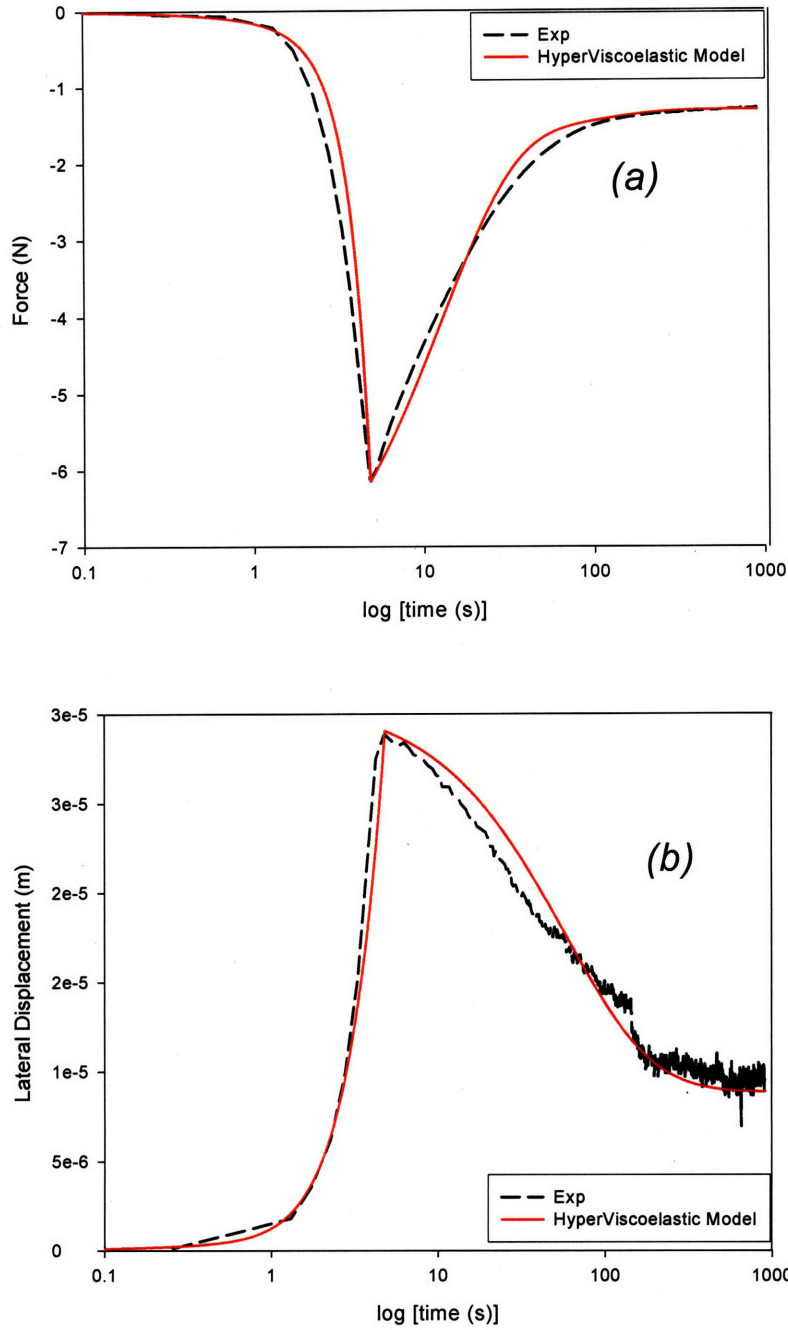 0
-1
-2
-3
-4
-5
-6
-7
Force (N)
Exp
HyperViscoelastic Model
(a)
0.1 1 10 100 1000
log [time (s)]
3e-5
3e-5
2e-5
2e-5
1e-5
5e-6
0
Lateral Displacement (m)
(b)
Exp
HyperViscoelastic Model
0.1 1 10 100 1000
log [time (s)]